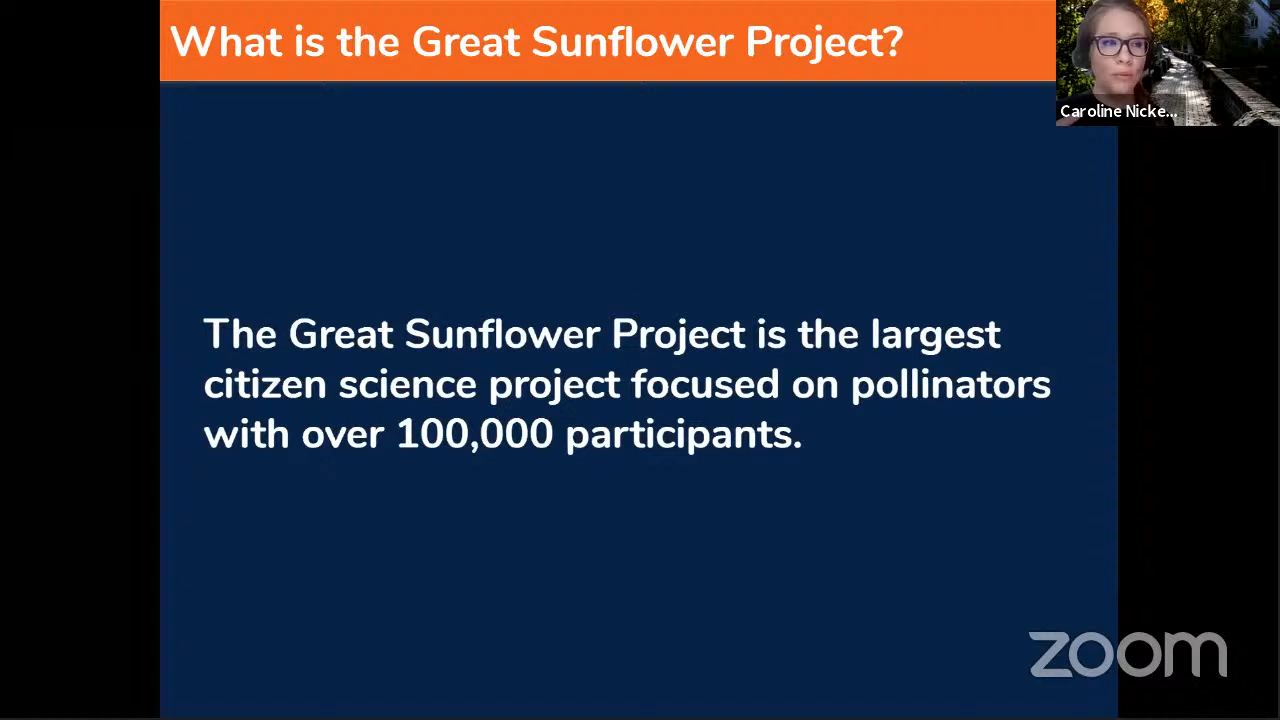 What is the Great Sunflower Project?
Caroline Nicke...
The Great Sunflower Project is the largest
citizen science project focused on pollinators
with over 100,000 participants.
zoom